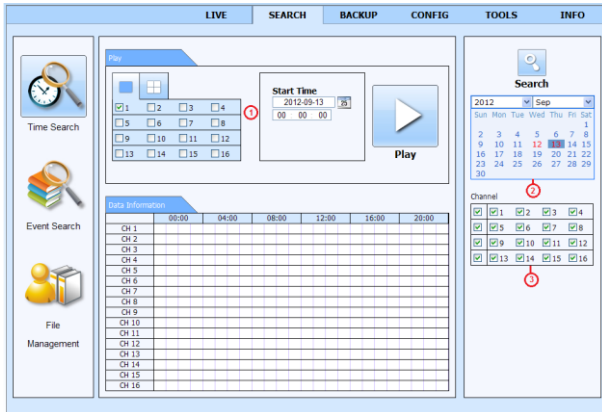 LIVE SEARCH BACKUP CONFIG TOOLS INFO
Time Search
Event Search
File
Management
Play
1 2 3 4
5 6 7 8
9 10 11 12
13 14 15 16
1
Start Time
2012-09-13 25
00 00 00
Play
Data Information
00:00 04:00 08:00 12:00 16:00 20:00
CH 1
CH 2
CH 3
CH 4
CH 5
CH 6
CH 7
CH 8
CH 9
CH 10
CH 11
CH 12
CH 13
CH 14
CH 15
CH 16
Search
2012 Sep
Sun Mon Tue Wed Thu Fri Sat
1
2 3 4 5 6 7 8
9 10 11 12 13 14 15
16 17 18 19 20 21 22
23 24 25 26 27 28 29
30
2
Channel
1 2 3 4
5 6 7 8
9 10 11 12
13 14 15 16
3